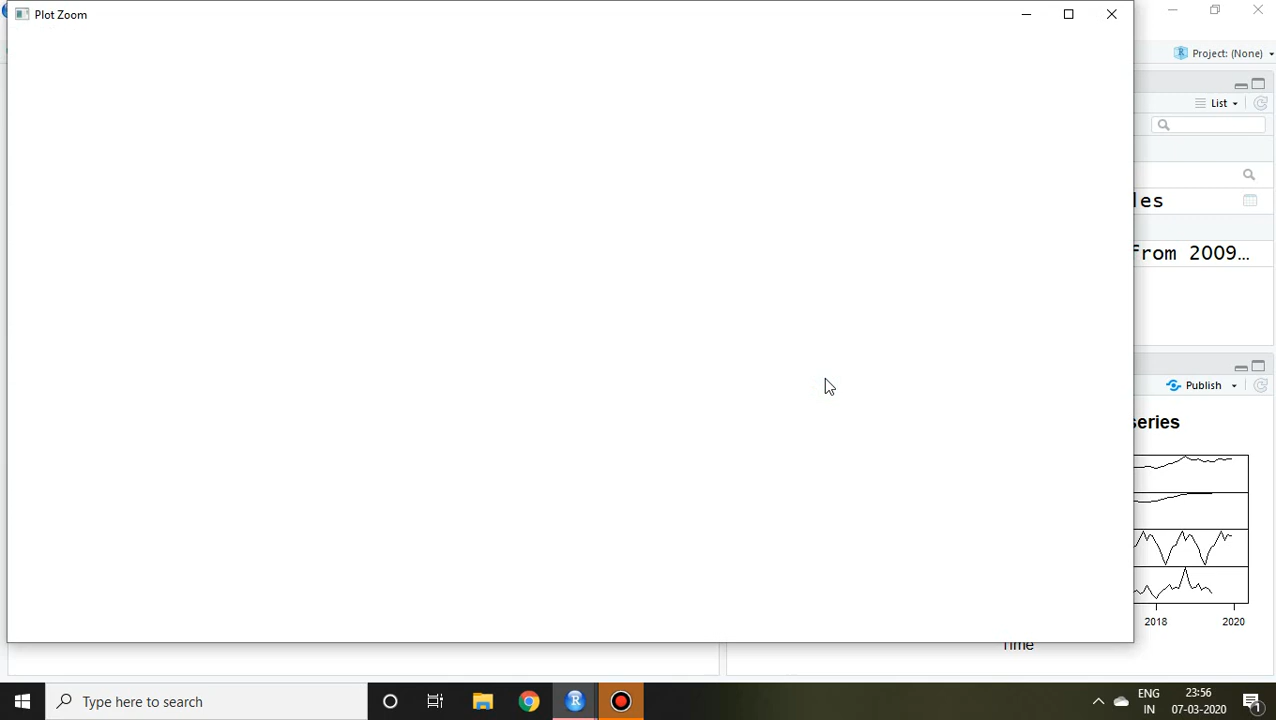 Plot Zoom
Project: (None)
List
les
from 2009...
Publish
series
2018 2020
Time
Type here to search
ENG
IN
23:56
07-03-2020
1